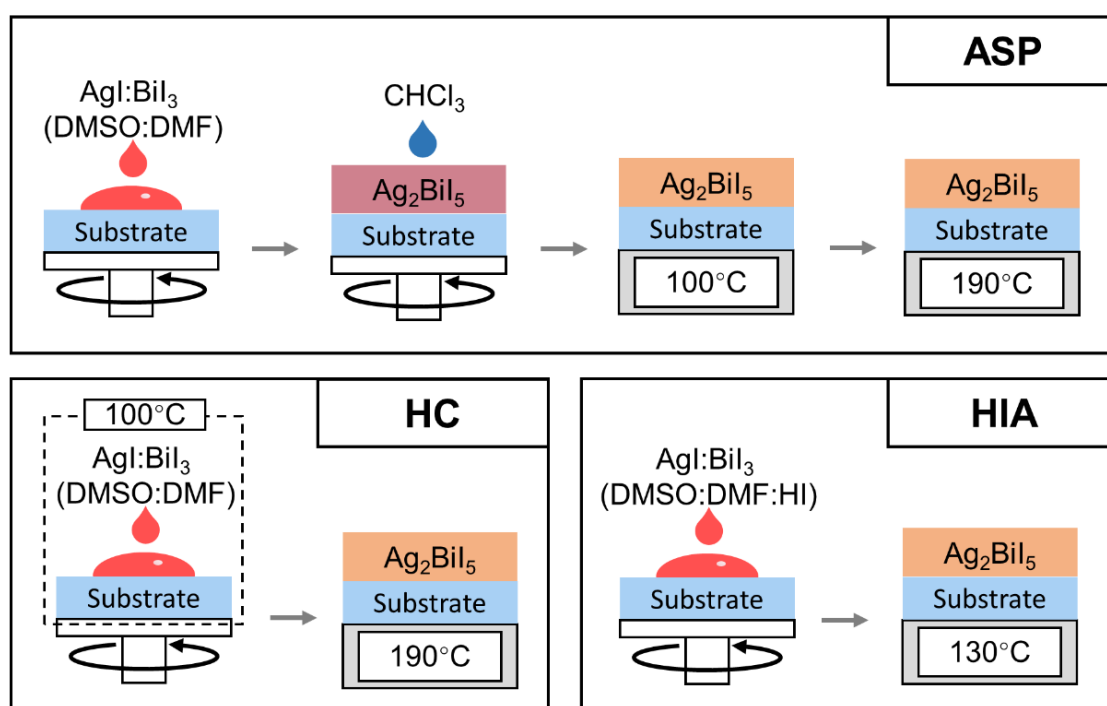 ASP
AgI:BiI₃
(DMSO:DMF)
Substrate
CHCl₃
Ag₂BiI₅
Substrate
Ag₂BiI₅
Substrate
100°C
Ag₂BiI₅
Substrate
190°C
HC
100°C
AgI:BiI₃
(DMSO:DMF)
Substrate
Ag₂BiI₅
Substrate
190°C
HIA
AgI:BiI₃
(DMSO:DMF:HI)
Substrate
Ag₂BiI₅
Substrate
130°C